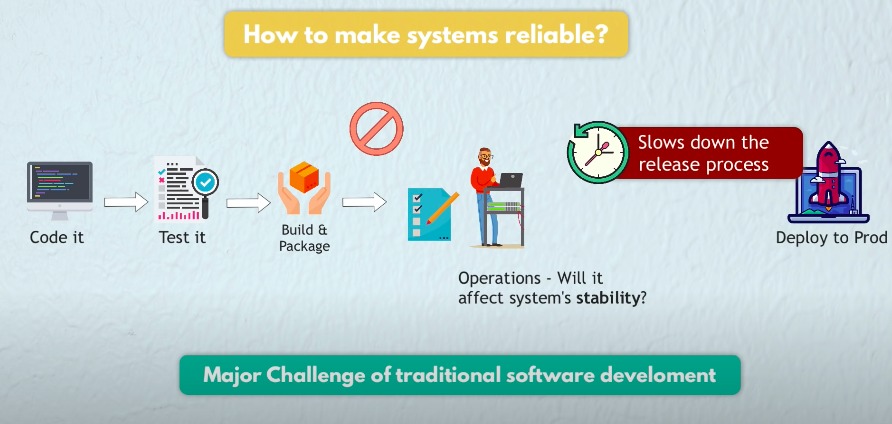 How to make systems reliable?
Slows down the
release process
Code it
Test it
Build &
Package
Deploy to Prod
Operations - Will it
affect system's stability?
Major Challenge of traditional software develoment